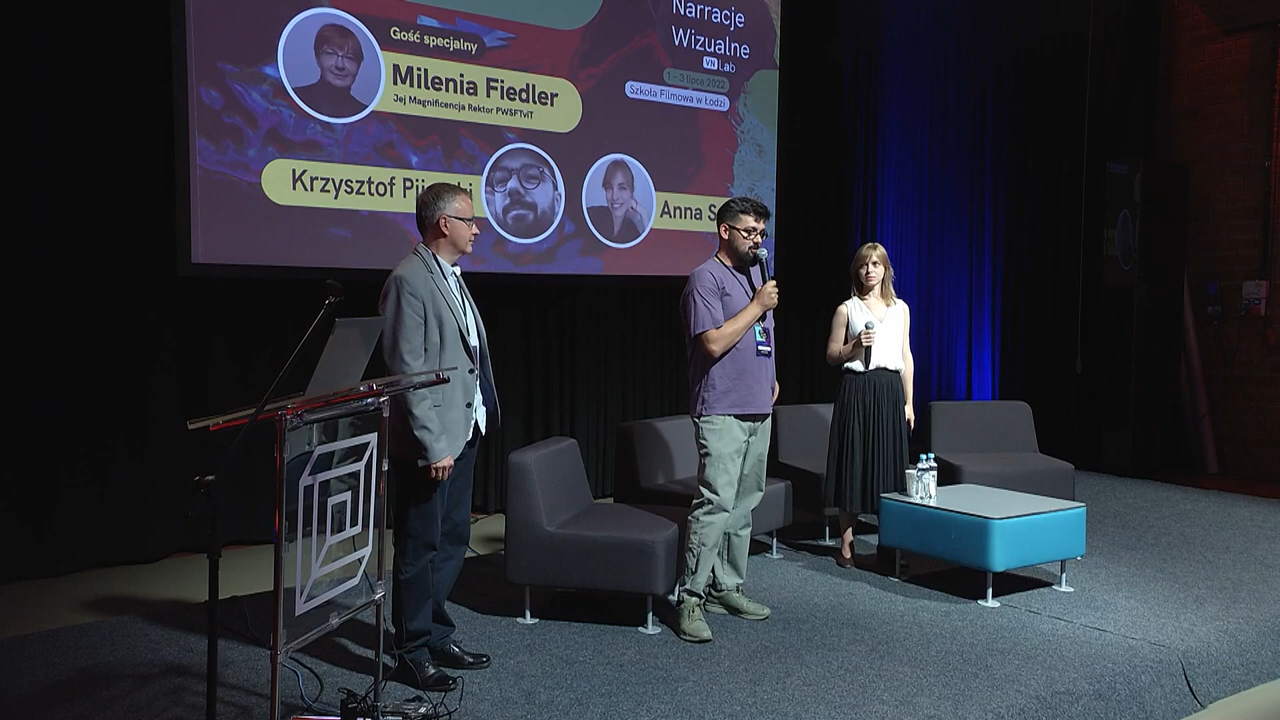 Gość specjalny
Milenia Fiedler
Jej Magnificencja Rektor PWSFTviT
Narracje
Wizualne
VN Lab
1 – 3 lipca 2022
Szkoła Filmowa w Łodzi
Krzysztof
Anna